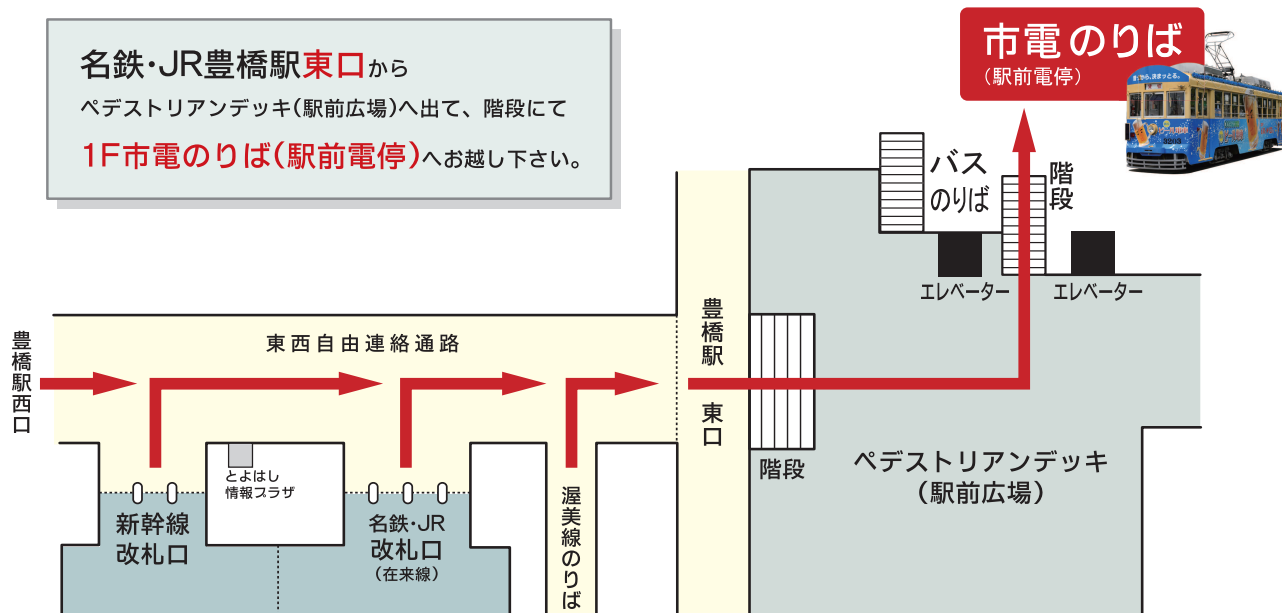 名鉄・JR豊橋駅東口から
ペデストリアンデッキ(駅前広場)へ出て、階段にて
1F市電のりば(駅前電停)へお越し下さい。
市電のりば
(駅前電停)
3203
バス
のりば
階段
エレベーター
エレベーター
豊橋駅西口
東西自由連絡通路
豊橋駅 東口
階段
ペデストリアンデッキ
(駅前広場)
とよはし
情報プラザ
新幹線
改札口
名鉄・JR
改札口
(在来線)
渥美線のりば